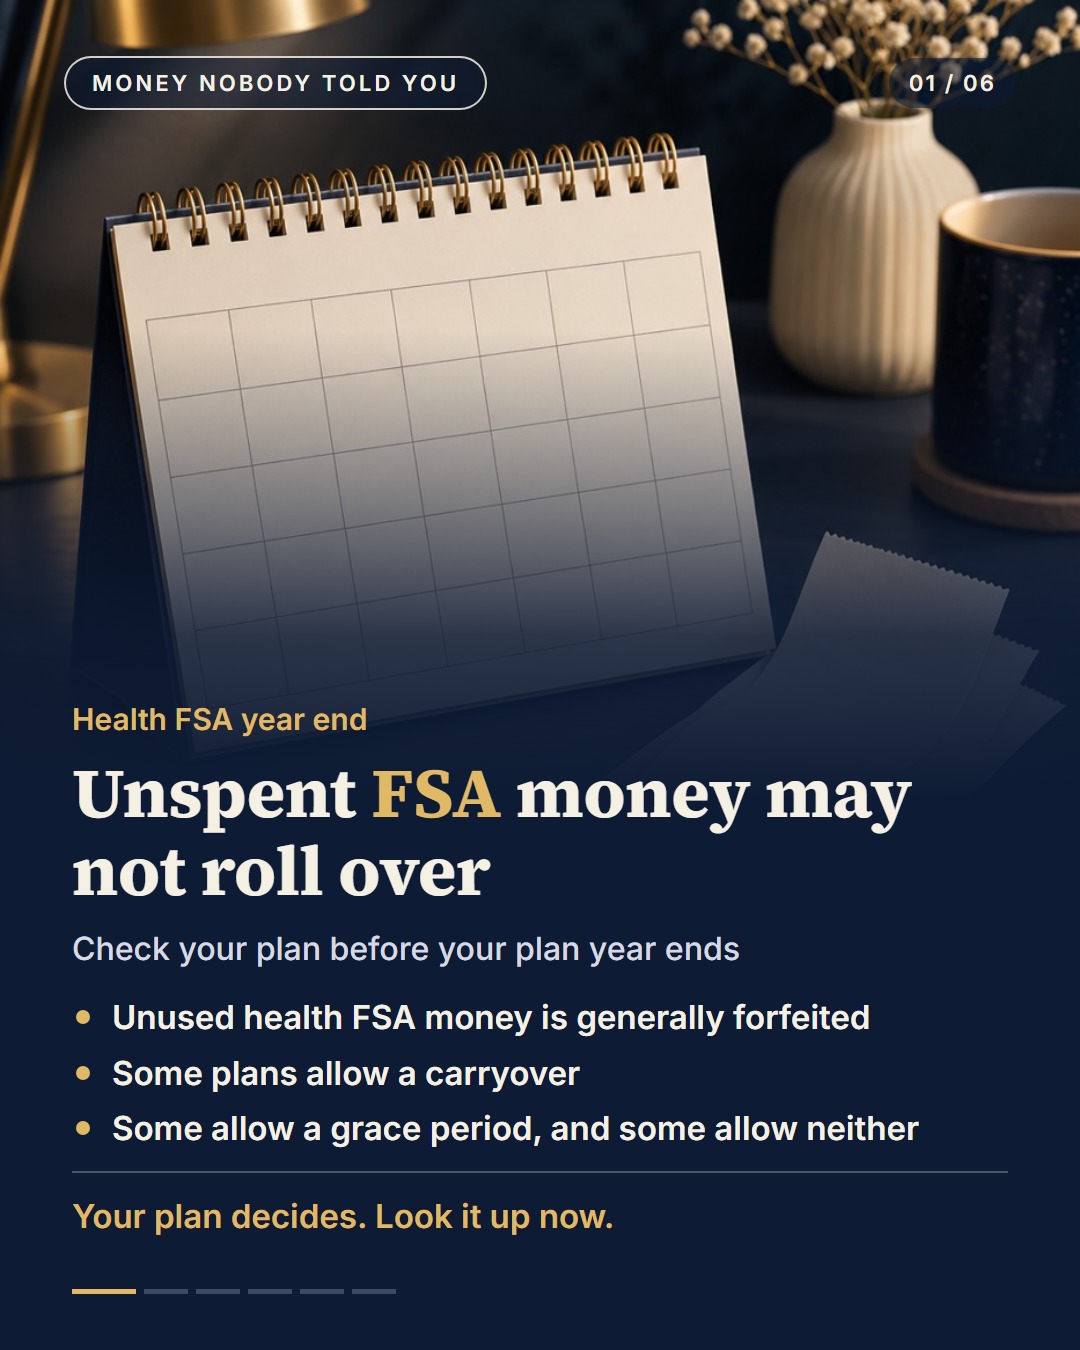 MONEY NOBODY TOLD YOU
01 / 06
Health FSA year end
Unspent FSA money may
not roll over
Check your plan before your plan year ends
Unused health FSA money is generally forfeited
Some plans allow a carryover
Some allow a grace period, and some allow neither
Your plan decides. Look it up now.